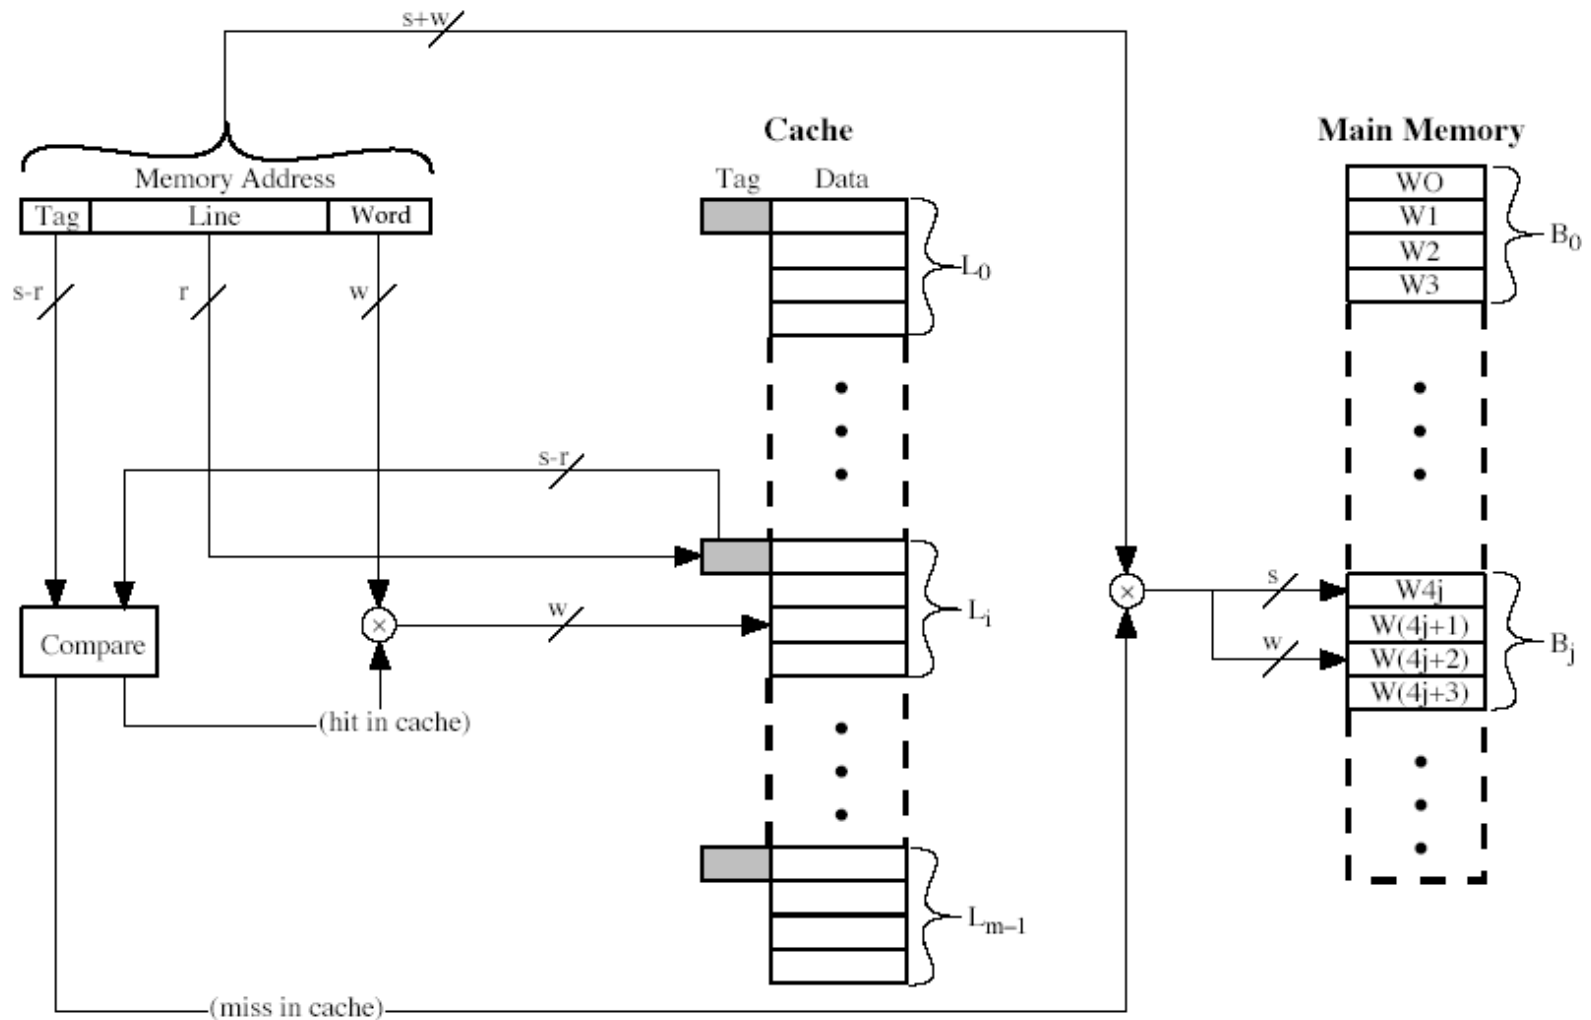 s+w
Cache
Main Memory
Memory Address
Tag Data
Tag Line Word
WO
W1
W2
W3
B0
L0
s-r
r
w
s-r
Compare
w
Li
s
w
W4j
W(4j+1)
W(4j+2)
W(4j+3)
Bj
(hit in cache)
Lm–1
(miss in cache)